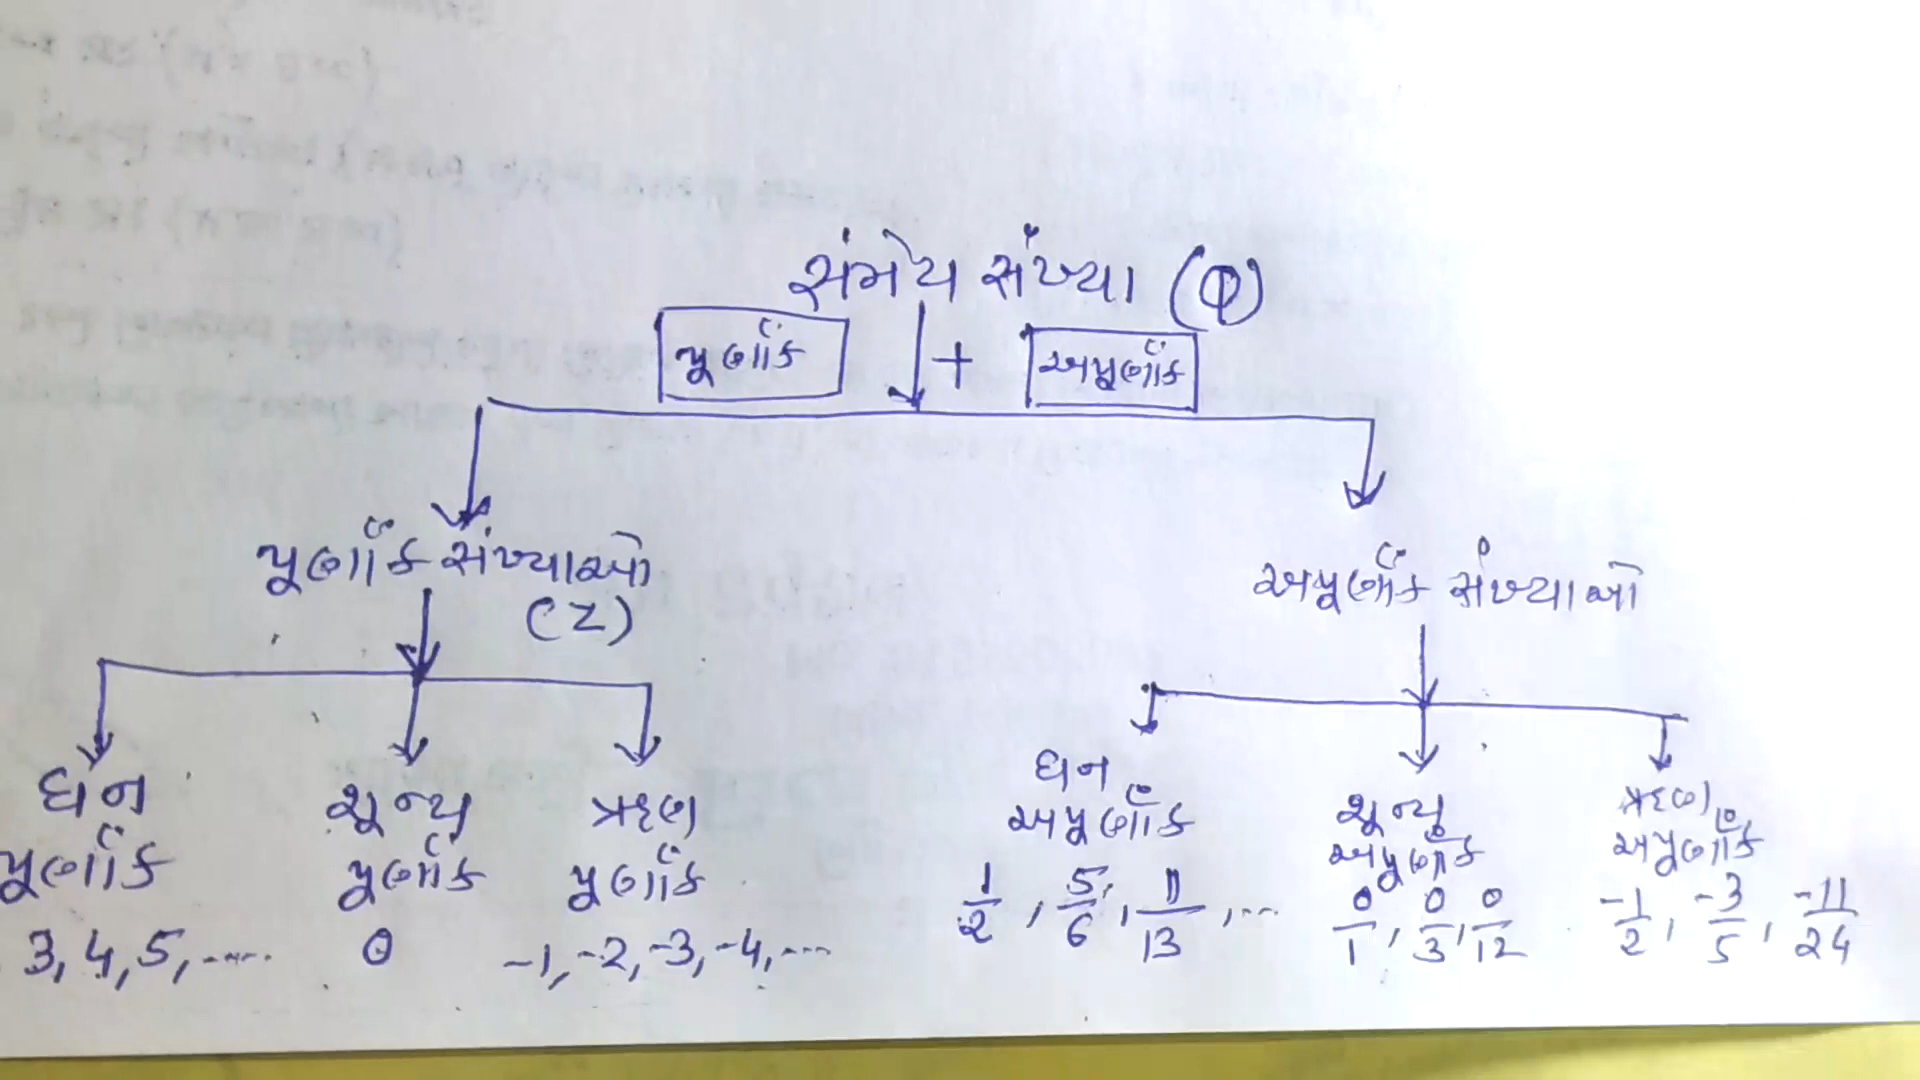 સંમેય સંખ્યા (Q)
પૂર્ણાંક + અપૂર્ણાંક
પૂર્ણાંક સંખ્યાઓ
(Z)
અપૂર્ણાંક સંખ્યાઓ
ધન
પૂર્ણાંક
3, 4, 5, ....
શૂન્ય
પૂર્ણાંક
0
ઋણ
પૂર્ણાંક
-1, -2, -3, -4, ....
ધન
અપૂર્ણાંક
1/2, 5/6, 11/13, ...
શૂન્ય
અપૂર્ણાંક
0/1, 0/3, 0/12
ઋણ
અપૂર્ણાંક
-1/2, -3/5, -11/24